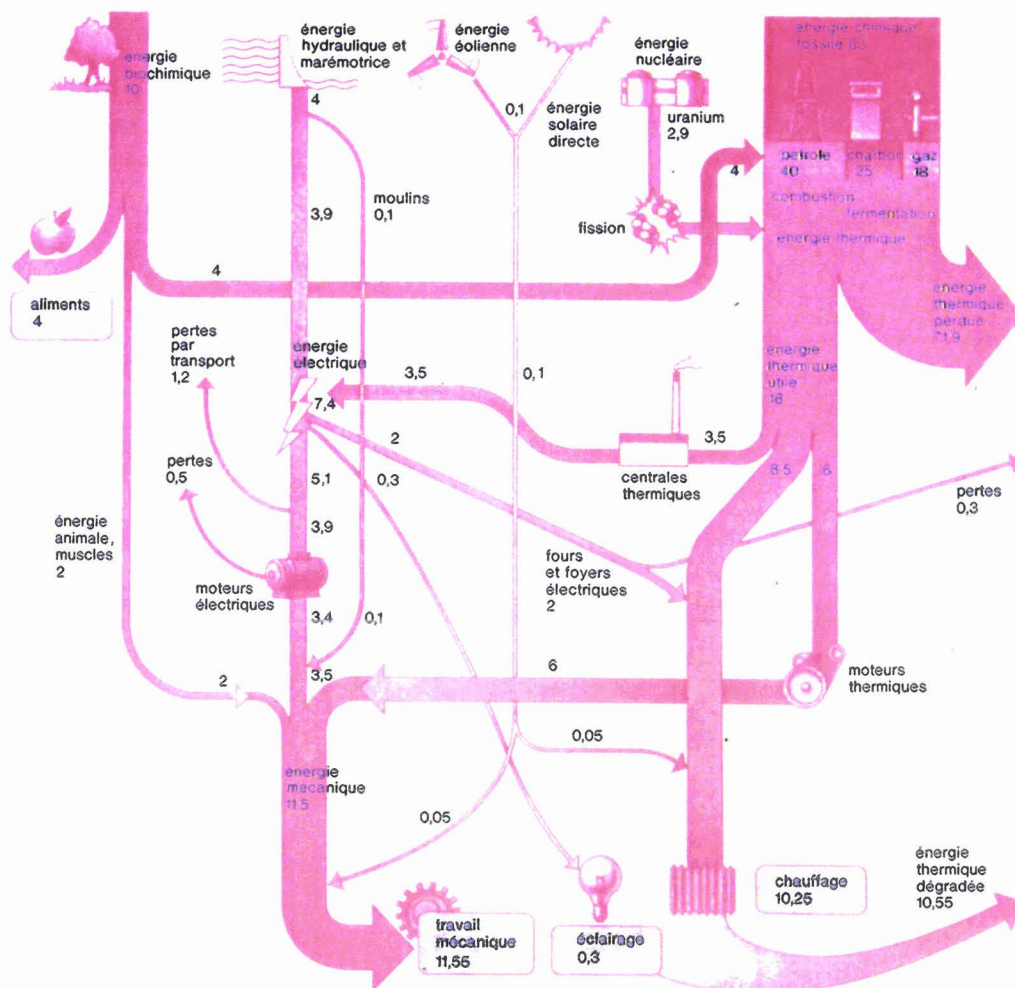 énergie
biochimique
10
énergie
hydraulique et
marémotrice
4
énergie
éolienne
0,1
énergie
solaire
directe
énergie
nucléaire
uranium
2,9
fission
énergie chimique
fossile 83
pétrole
40
charbon
25
gaz
18
4
combustion
fermentation
énergie thermique
moulins
0,1
3,9
4
aliments
4
énergie
thermique
perdue
71,9
pertes
par
transport
1,2
énergie
électrique
7,4
3,5
0,1
énergie
thermique
utile
18
3,5
centrales
thermiques
8,5
6
2
0,3
5,1
pertes
0,5
3,9
pertes
0,3
énergie
animale,
muscles
2
moteurs
électriques
fours
et foyers
électriques
2
3,4
0,1
3,5
2
6
moteurs
thermiques
0,05
énergie
mécanique
11.5
0,05
travail
mécanique
11,55
éclairage
0,3
chauffage
10,25
énergie
thermique
dégradée
10,55